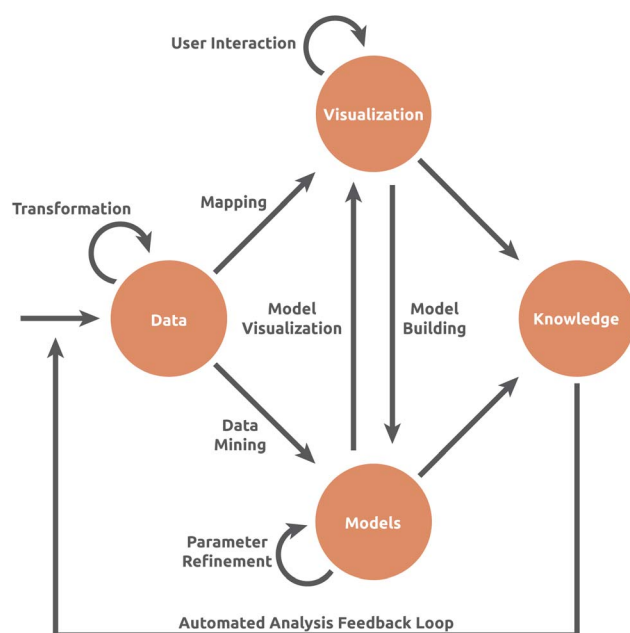 User Interaction
Visualization
Transformation
Mapping
Data
Model
Visualization
Model
Building
Knowledge
Data
Mining
Models
Parameter
Refinement
Automated Analysis Feedback Loop